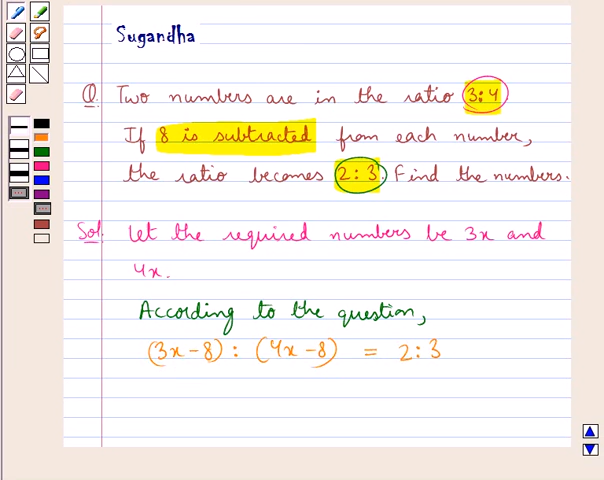 Sugandha
Q. Two numbers are in the ratio 3:4.
If 8 is subtracted from each number,
the ratio becomes 2:3. Find the numbers.
Sol. Let the required numbers be 3x and
4x.
According to the question,
(3x-8) : (4x-8) = 2:3